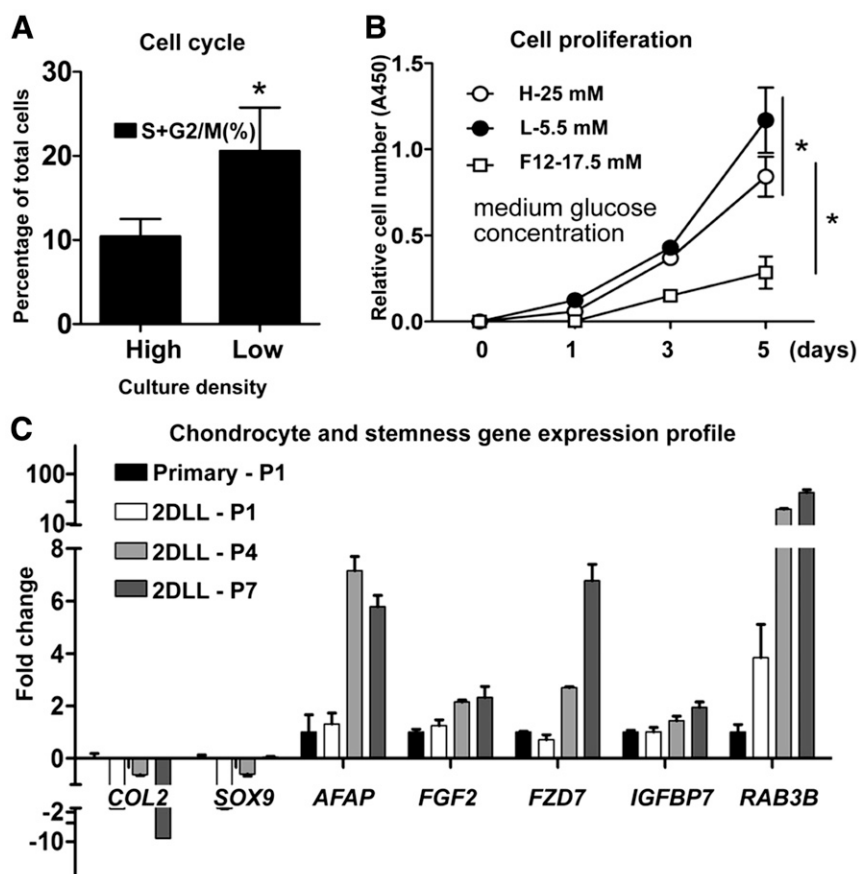 A
Cell cycle
30
20
10
0
Percentage of total cells
*
S+G2/M(%)
High
Low
Culture density
B
Cell proliferation
1.5
1.0
0.5
0.0
Relative cell number (A450)
H-25 mM
L-5.5 mM
F12-17.5 mM
medium glucose
concentration
*
*
0 1 3 5 (days)
C
Chondrocyte and stemness gene expression profile
100
10
8
6
4
2
0
-2
-10
Fold change
Primary - P1
2DLL - P1
2DLL - P4
2DLL - P7
COL2 SOX9 AFAP FGF2 FZD7 IGFBP7 RAB3B